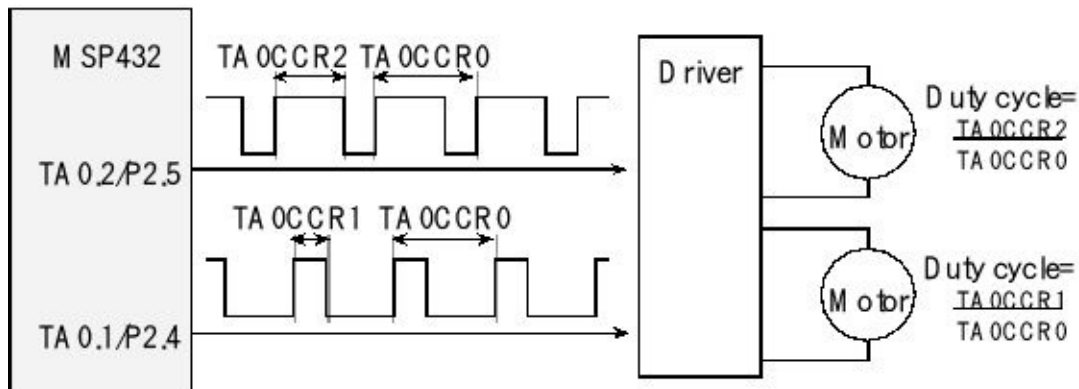 MSP432
TA0CCR2 TA0CCR0
TA0.2/P2.5
TA0CCR1 TA0CCR0
TA0.1/P2.4
Driver
Motor
Duty cycle=
TA0CCR2
TA0CCR0
Motor
Duty cycle=
TA0CCR1
TA0CCR0